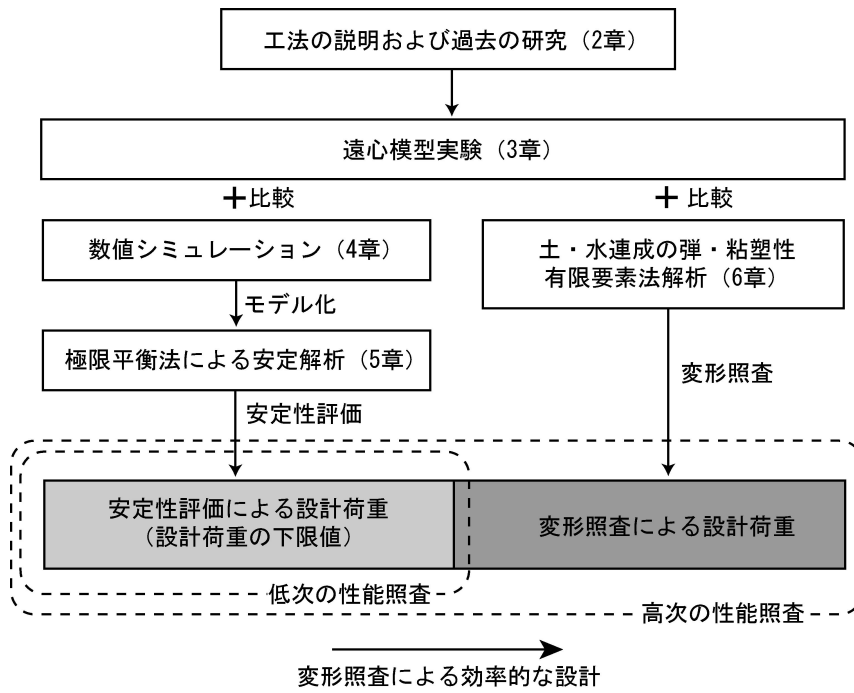 工法の説明および過去の研究（2章）
遠心模型実験（3章）
＋比較
＋ 比較
数値シミュレーション（4章）
土・水連成の弾・粘塑性
有限要素法解析（6章）
モデル化
極限平衡法による安定解析（5章）
変形照査
安定性評価
安定性評価による設計荷重
（設計荷重の下限値）
変形照査による設計荷重
低次の性能照査
高次の性能照査
変形照査による効率的な設計